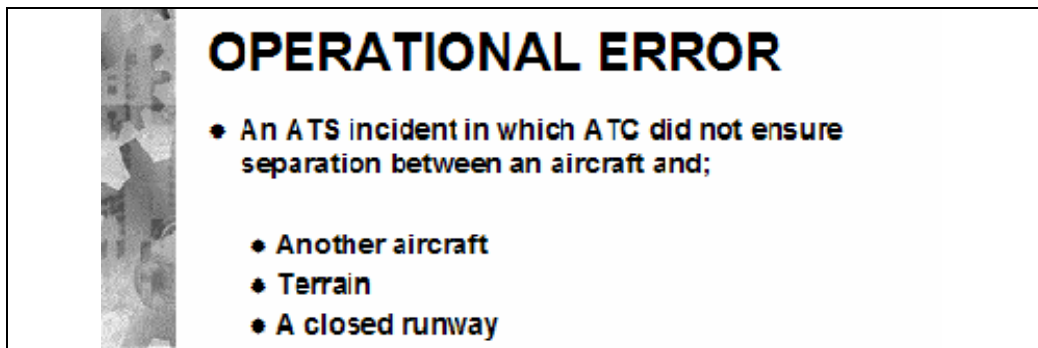 OPERATIONAL ERROR
• An ATS incident in which ATC did not ensure
separation between an aircraft and;
• Another aircraft
• Terrain
• A closed runway